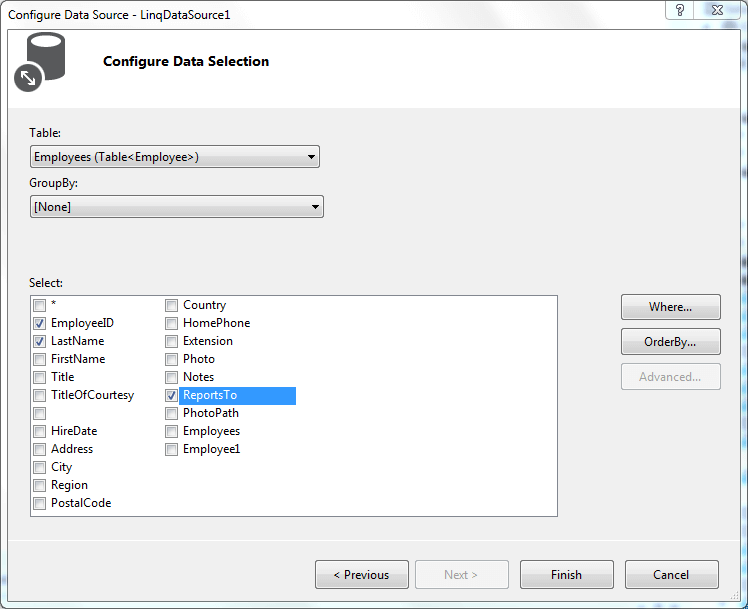 Configure Data Source - LinqDataSource1
Configure Data Selection
Table:
Employees (Table<Employee>)
GroupBy:
[None]
Select:
*
EmployeeID
LastName
FirstName
Title
TitleOfCourtesy
HireDate
Address
City
Region
PostalCode
Country
HomePhone
Extension
Photo
Notes
ReportsTo
PhotoPath
Employees
Employee1
Where...
OrderBy...
Advanced...
< Previous
Next >
Finish
Cancel